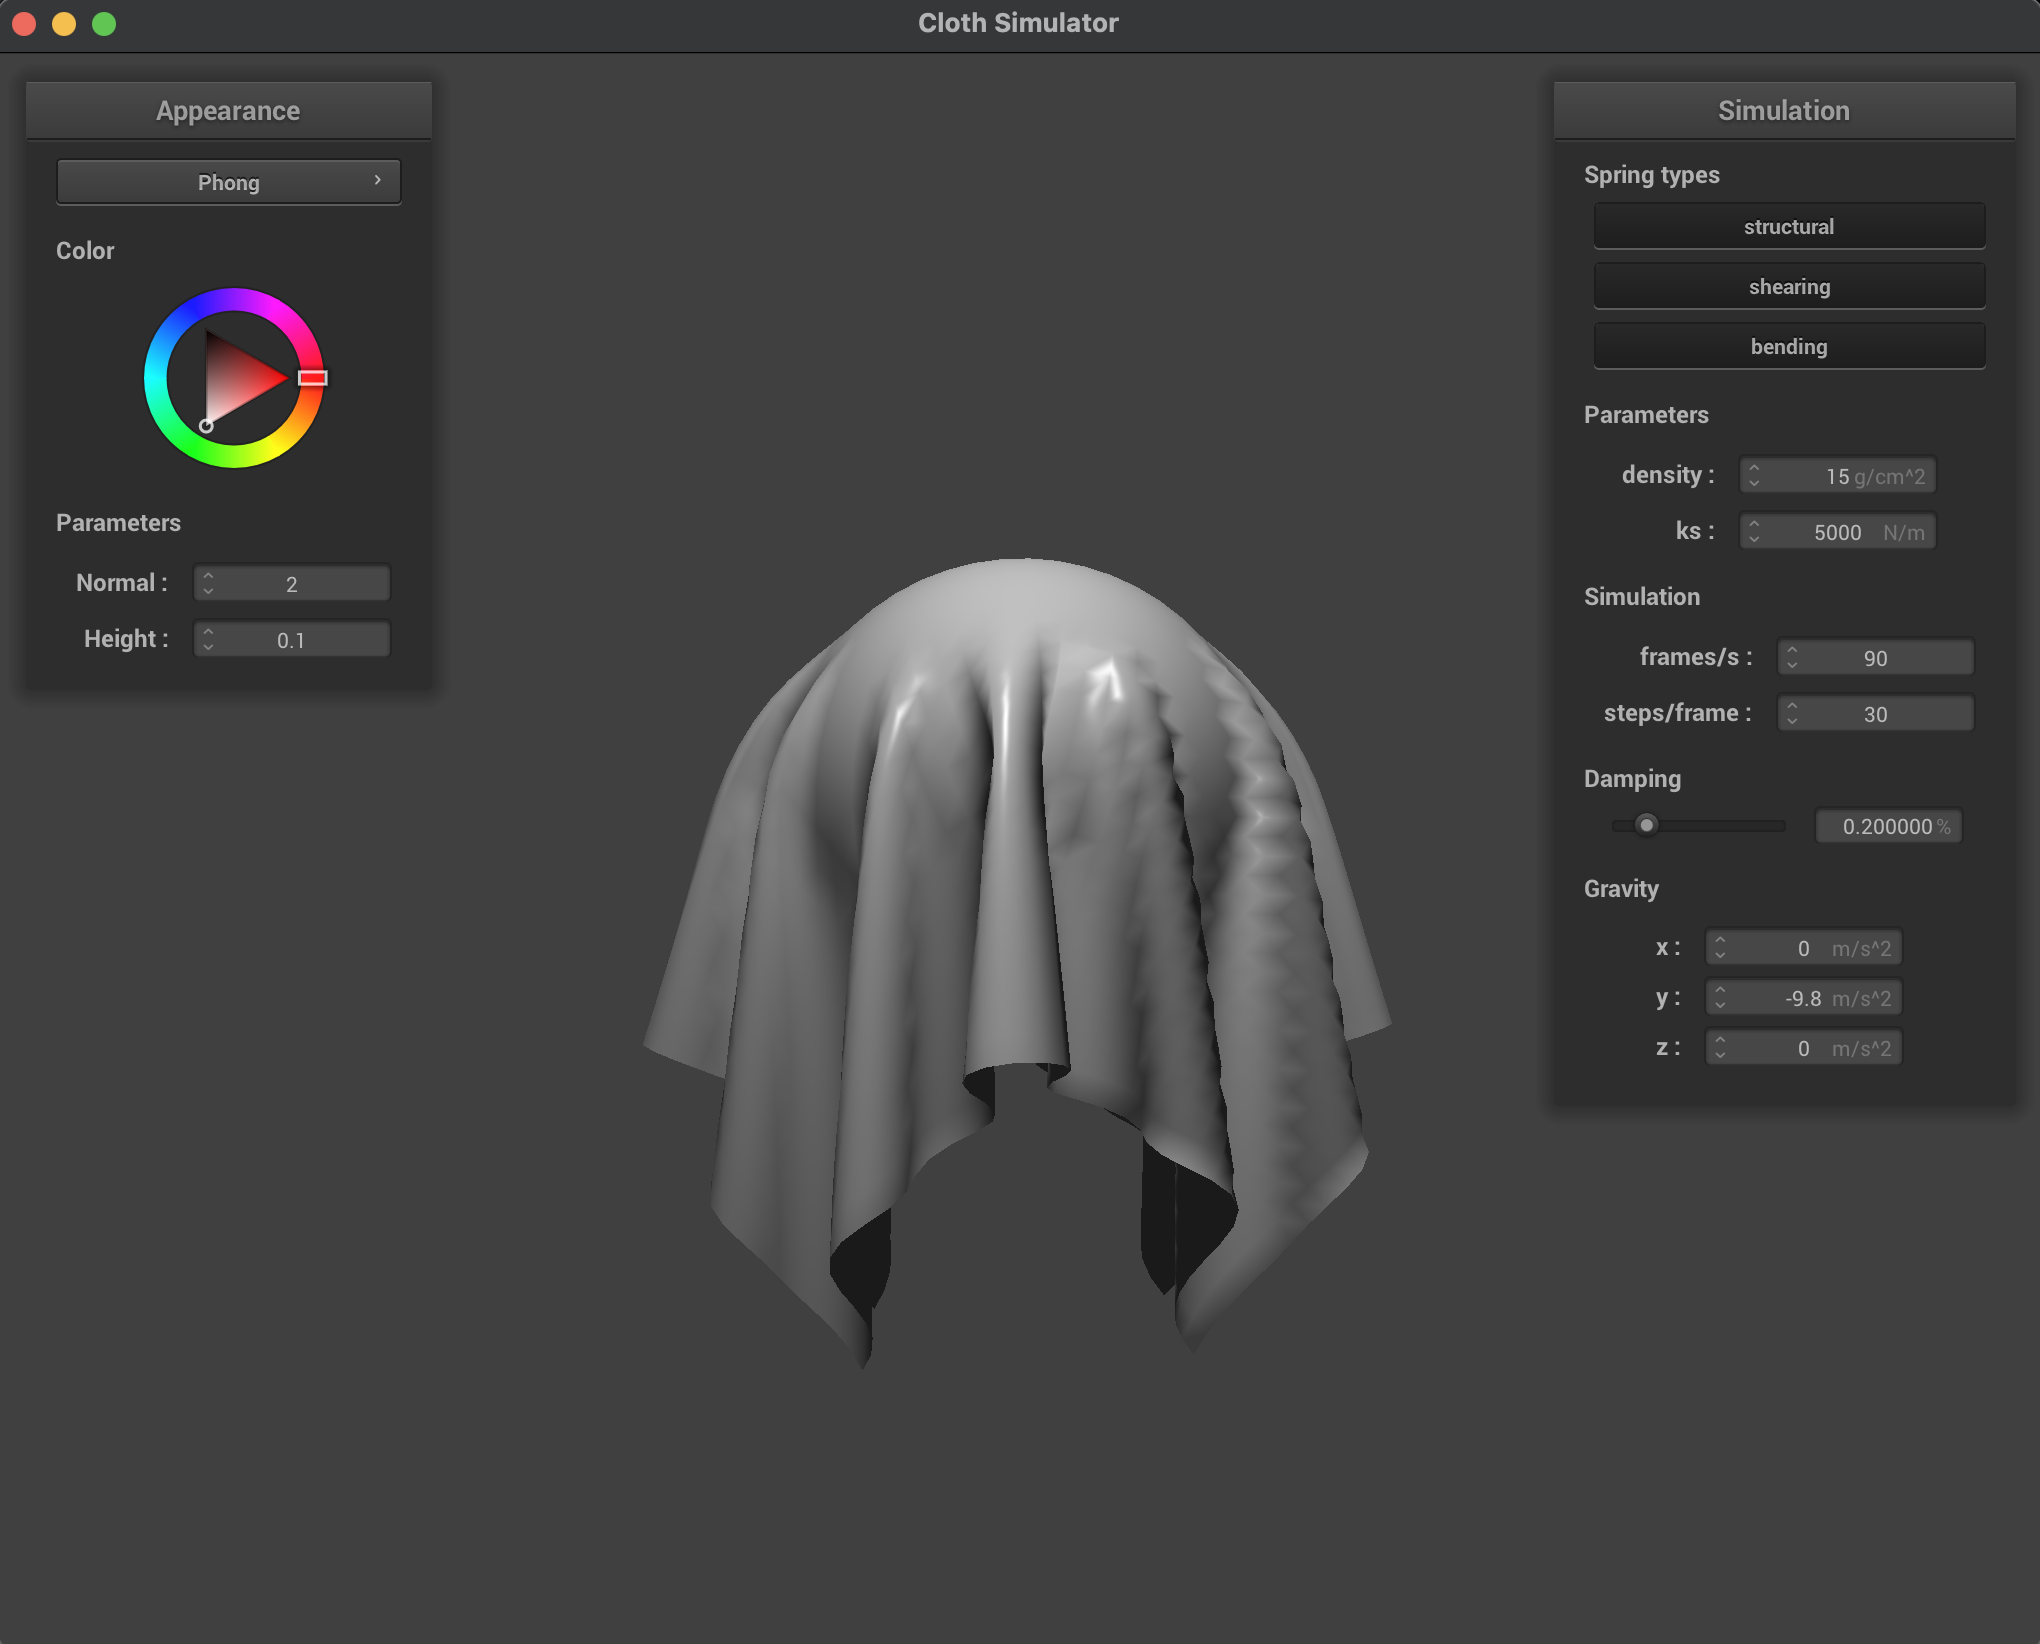 Cloth Simulator
Appearance
Phong
Color
Parameters
Normal : 2
Height : 0.1
Simulation
Spring types
structural
shearing
bending
Parameters
density : 15 g/cm^2
ks : 5000 N/m
Simulation
frames/s : 90
steps/frame : 30
Damping
0.200000 %
Gravity
x : 0 m/s^2
y : -9.8 m/s^2
z : 0 m/s^2